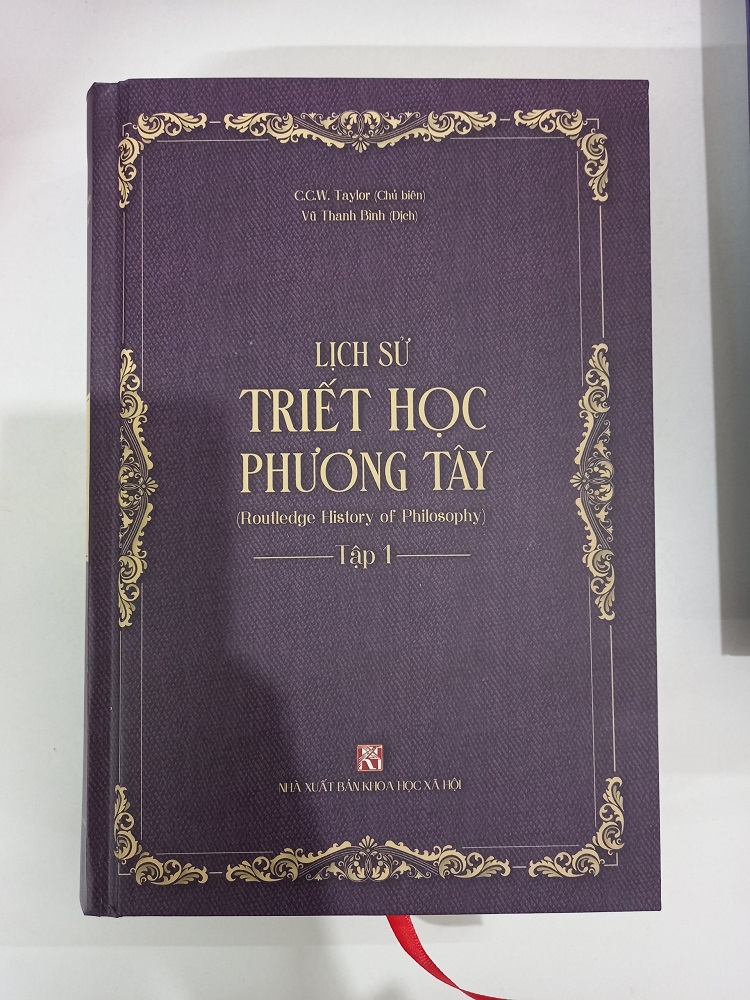 C.C.W. Taylor (Chủ biên)
Vũ Thanh Bình (Dịch)
LỊCH SỬ
TRIẾT HỌC
PHƯƠNG TÂY
(Routledge History of Philosophy)
Tập 1
NHÀ XUẤT BẢN KHOA HỌC XÃ HỘI